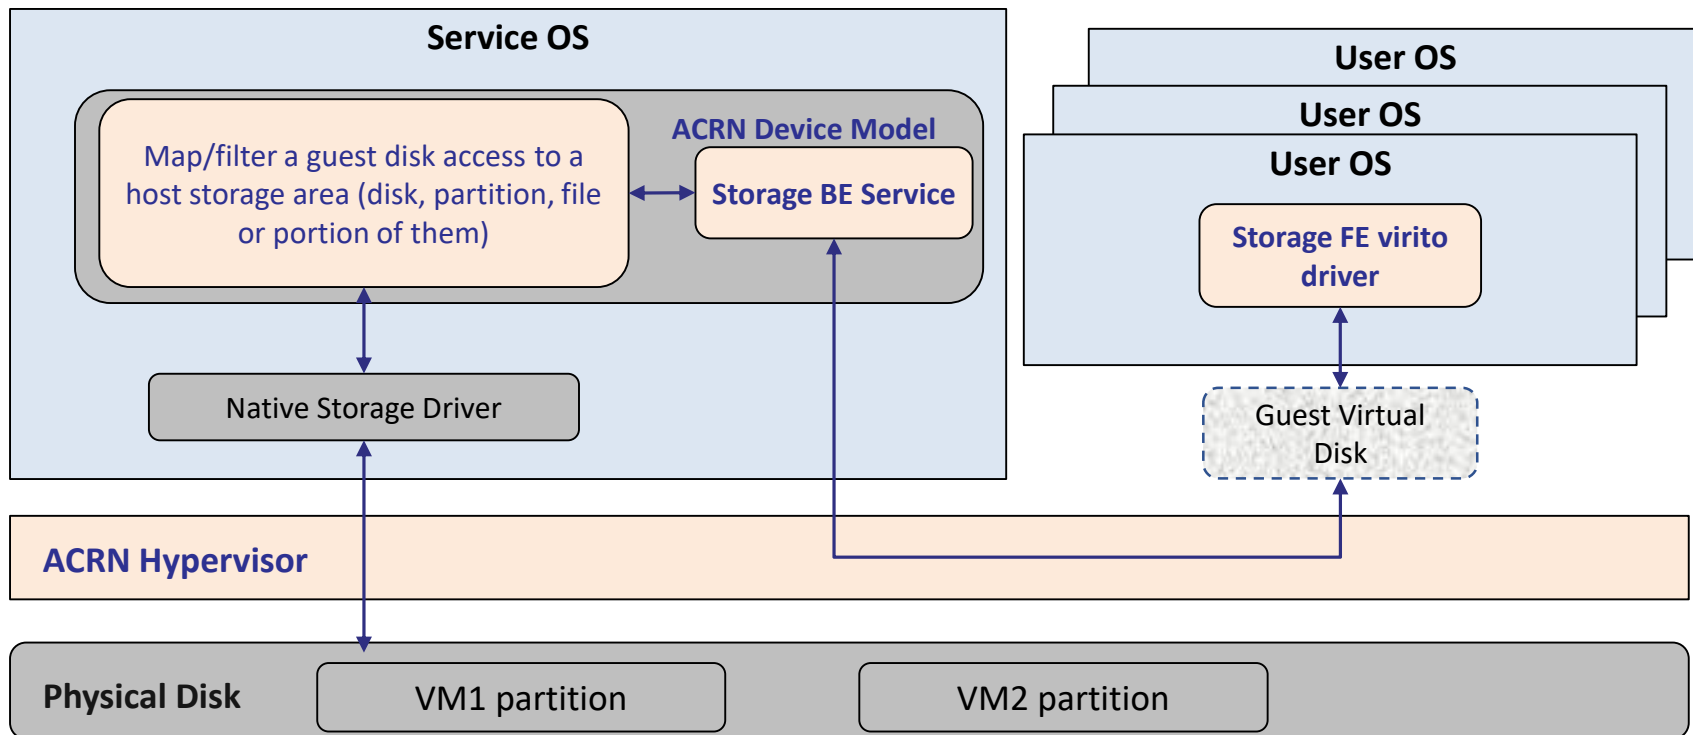 Service OS
ACRN Device Model
Map/filter a guest disk access to a
host storage area (disk, partition, file
or portion of them)
Storage BE Service
Native Storage Driver
User OS
User OS
User OS
Storage FE virito
driver
Guest Virtual
Disk
ACRN Hypervisor
Physical Disk
VM1 partition
VM2 partition